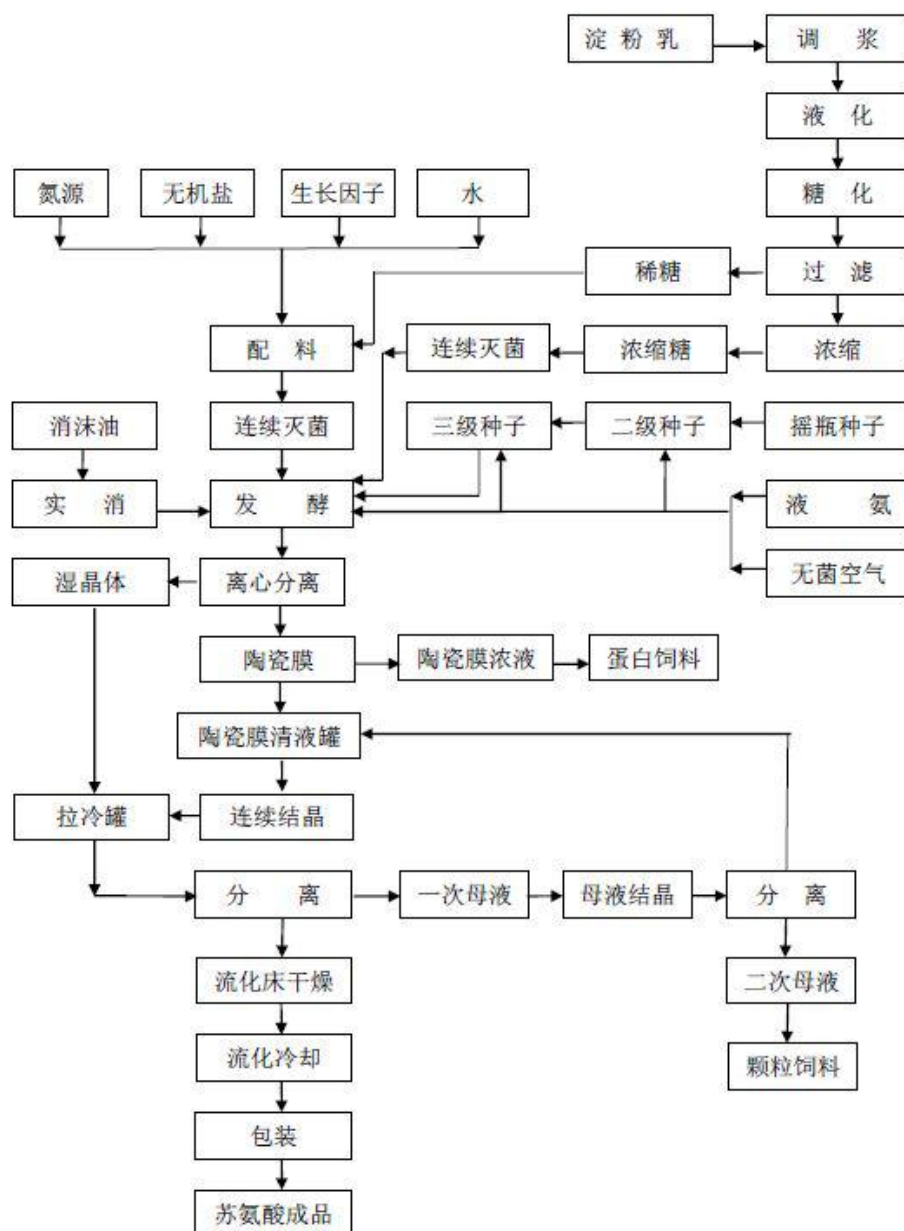 淀粉乳
调浆
液化
氮源
无机盐
生长因子
水
糖化
稀糖
过滤
配料
连续灭菌
浓缩糖
浓缩
消沫油
连续灭菌
三级种子
二级种子
摇瓶种子
实消
发酵
液氨
湿晶体
离心分离
无菌空气
陶瓷膜
陶瓷膜浓液
蛋白饲料
陶瓷膜清液罐
拉冷罐
连续结晶
分离
一次母液
母液结晶
分离
流化床干燥
二次母液
流化冷却
颗粒饲料
包装
苏氨酸成品